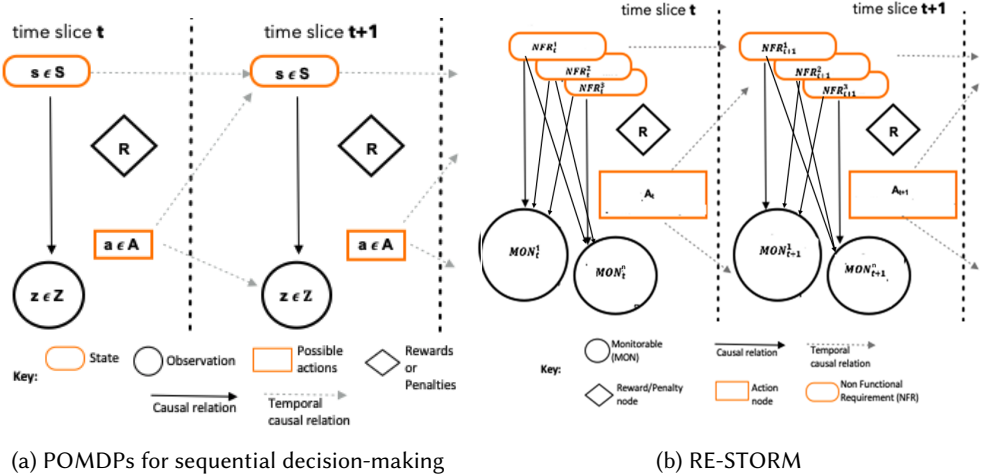 time slice t
time slice t+1
s ϵ S
s ϵ S
R
R
a ϵ A
a ϵ A
z ϵ Z
z ϵ Z
State
Observation
Possible actions
Rewards or Penalties
Key:
Causal relation
Temporal causal relation
(a) POMDPs for sequential decision-making
time slice t
time slice t+1
NFR¹ₜ
NFR²ₜ
NFR³ₜ
NFR¹ₜ₊₁
NFR²ₜ₊₁
NFR³ₜ₊₁
R
R
Aₜ
Aₜ₊₁
MON¹ₜ
MONⁿₜ
MON¹ₜ₊₁
MONⁿₜ₊₁
Monitorable (MON)
Causal relation
Temporal causal relation
Key:
Reward/Penalty node
Action node
Non Functional Requirement (NFR)
(b) RE-STORM